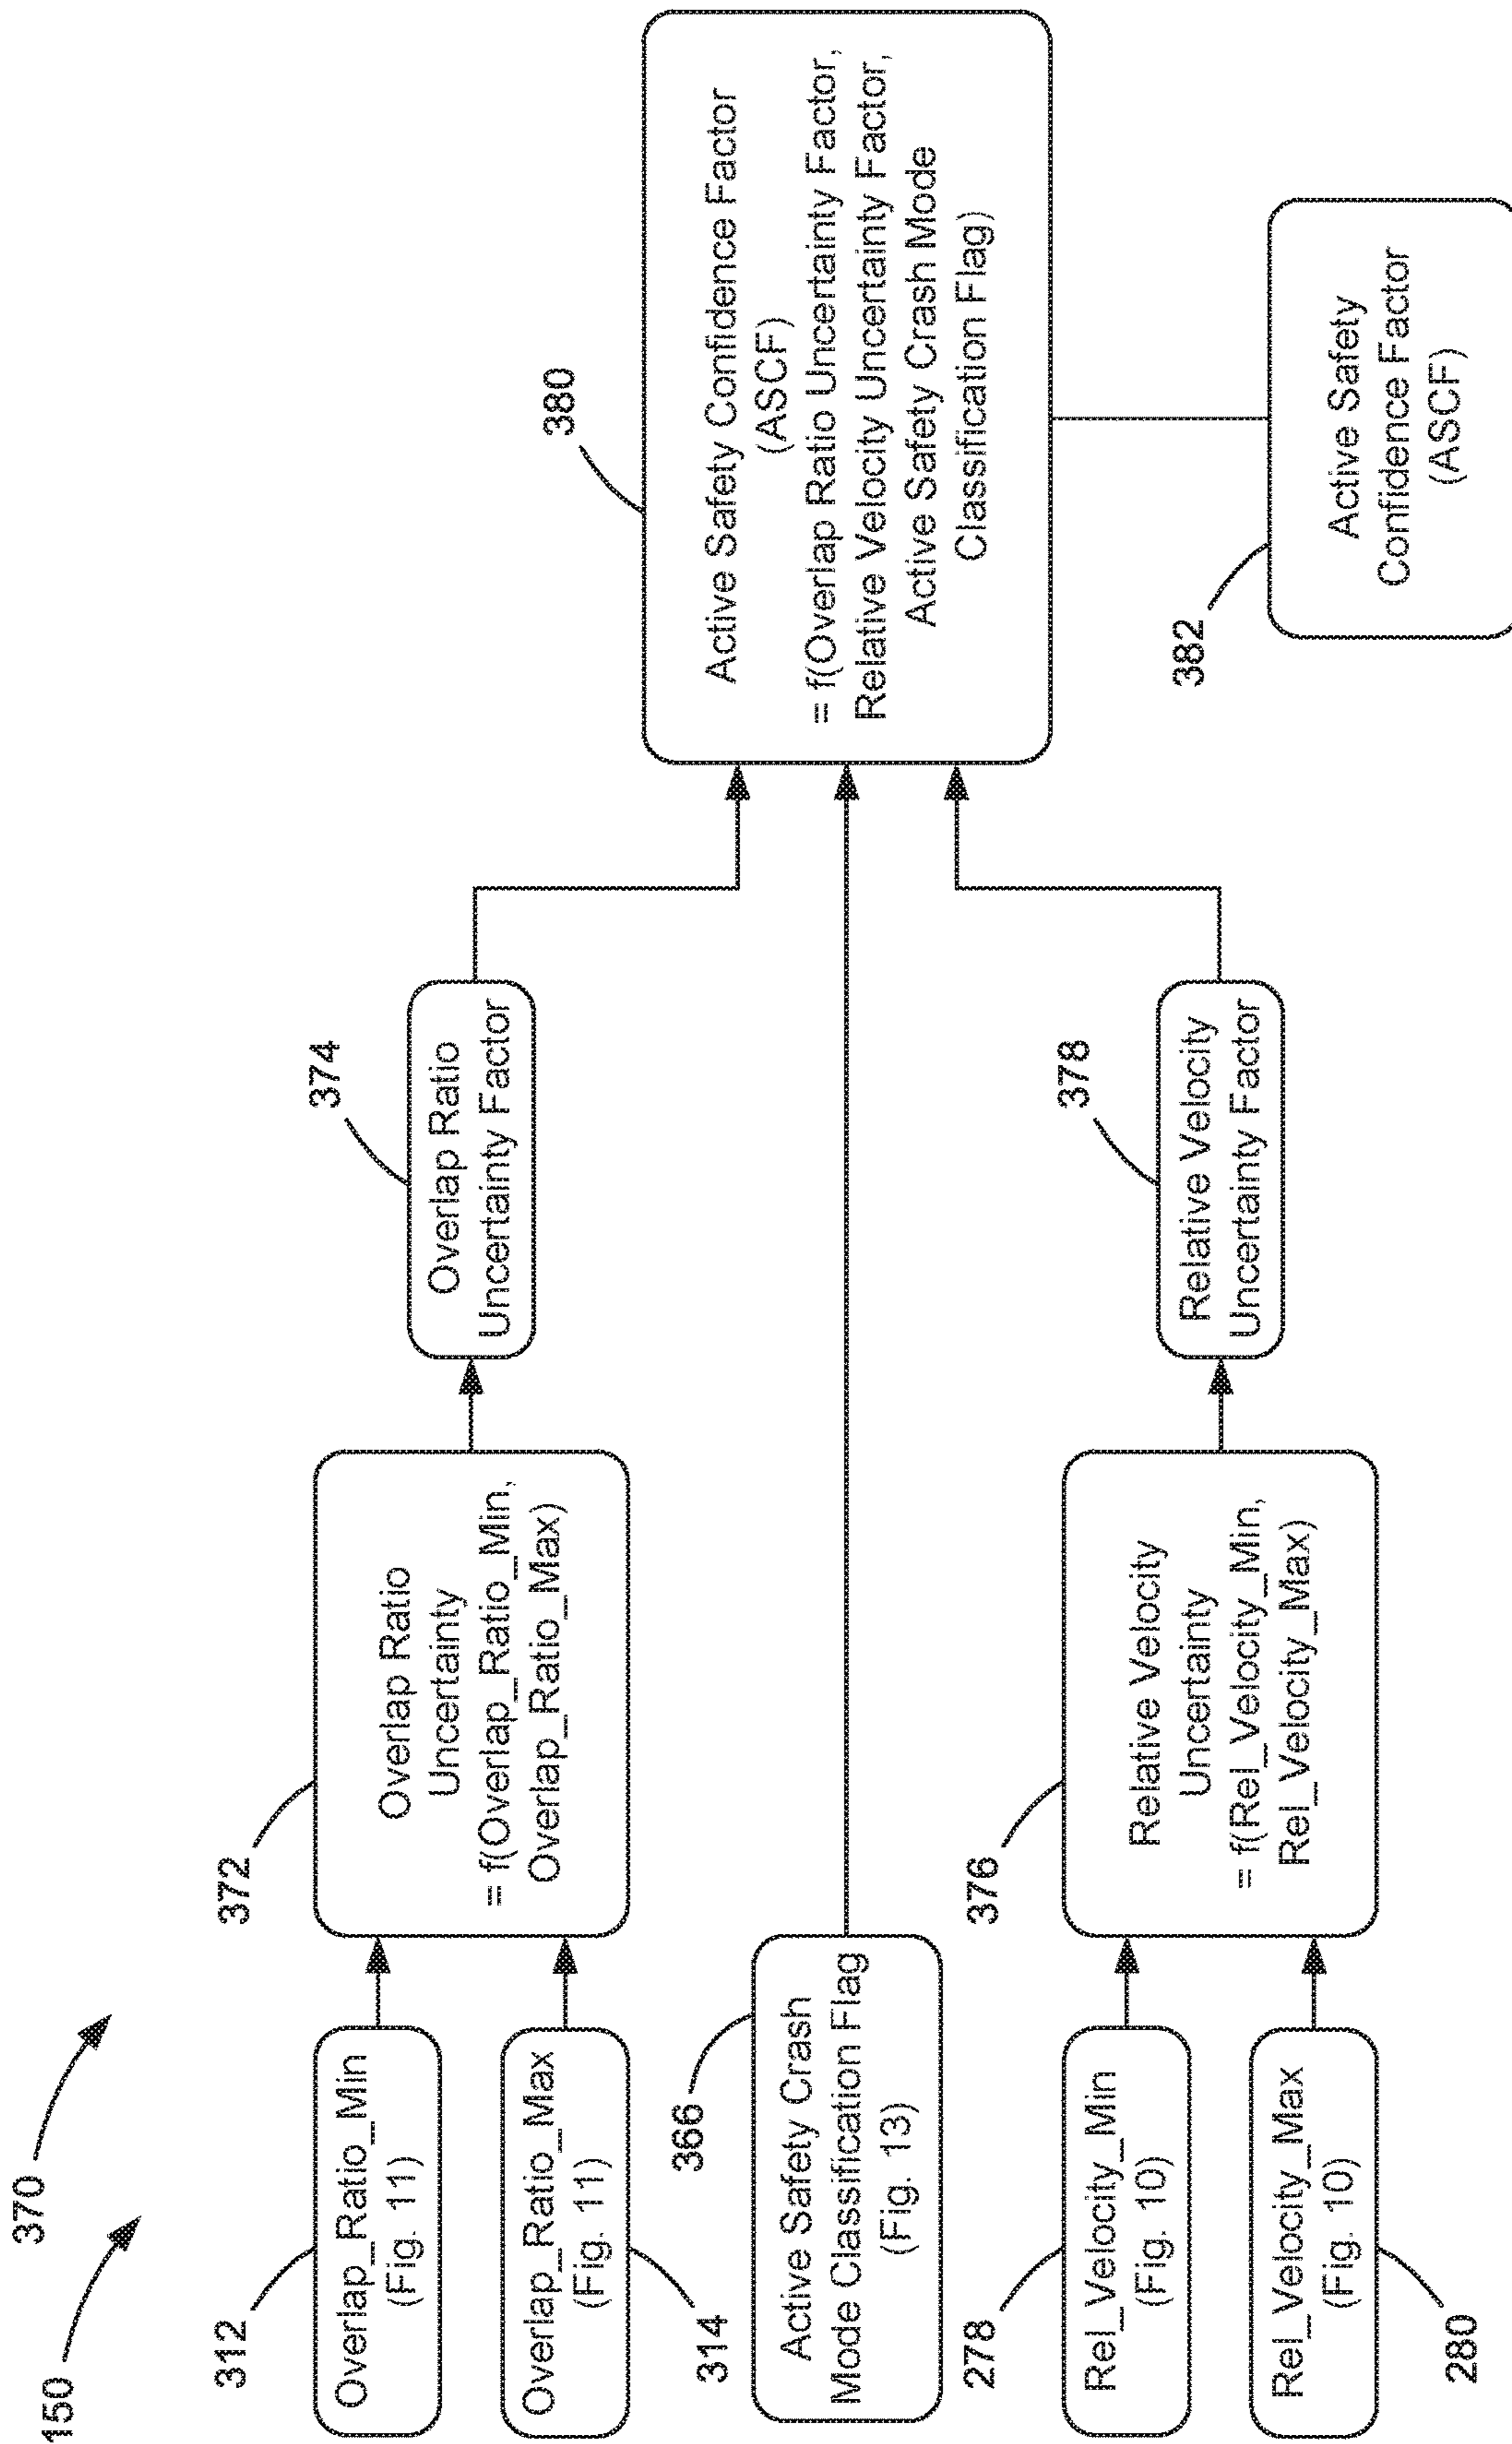 150
370
312
Overlap_Ratio_Min
(Fig. 11)
Overlap_Ratio_Max
(Fig. 11)
314
372
Overlap Ratio
Uncertainty
= f(Overlap_Ratio_Min,
Overlap_Ratio_Max)
374
Overlap Ratio
Uncertainty Factor
366
Active Safety Crash
Mode Classification Flag
(Fig. 13)
278
Rel_Velocity_Min
(Fig. 10)
Rel_Velocity_Max
(Fig. 10)
280
376
Relative Velocity
Uncertainty
= f(Rel_Velocity_Min,
Rel_Velocity_Max)
378
Relative Velocity
Uncertainty Factor
380
Active Safety Confidence Factor
(ASCF)
= f(Overlap Ratio Uncertainty Factor,
Relative Velocity Uncertainty Factor,
Active Safety Crash Mode
Classification Flag)
382
Active Safety
Confidence Factor
(ASCF)